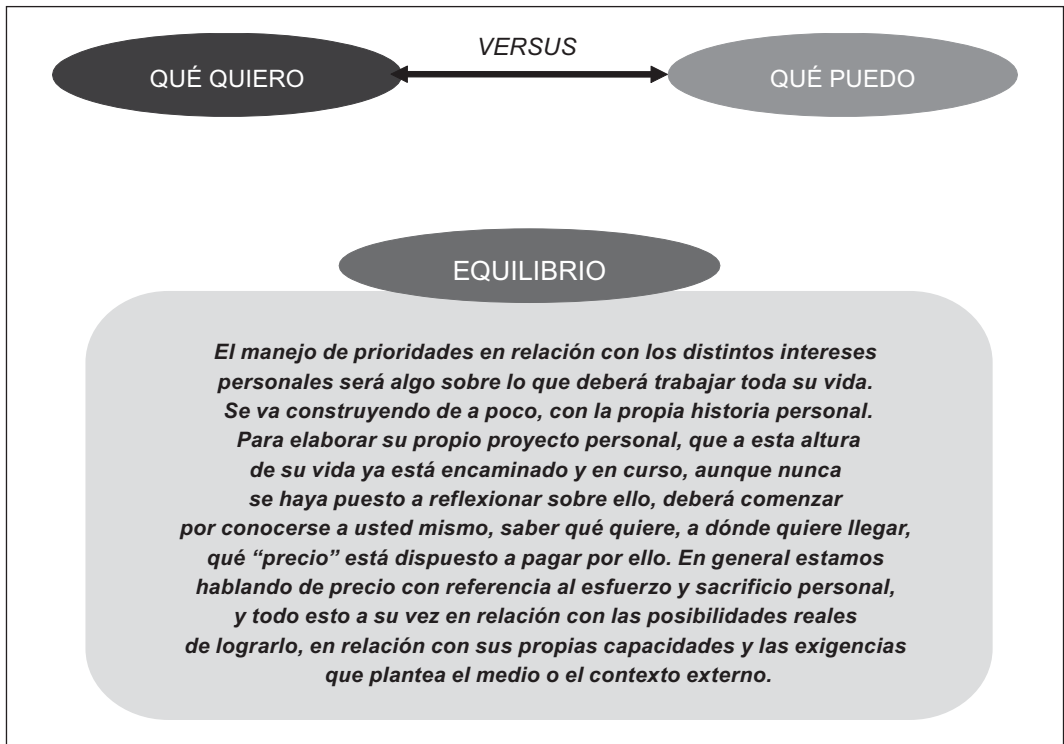 VERSUS
QUÉ QUIERO
QUÉ PUEDO
EQUILIBRIO
El manejo de prioridades en relación con los distintos intereses
personales será algo sobre lo que deberá trabajar toda su vida.
Se va construyendo de a poco, con la propia historia personal.
Para elaborar su propio proyecto personal, que a esta altura
de su vida ya está encaminado y en curso, aunque nunca
se haya puesto a reflexionar sobre ello, deberá comenzar
por conocerse a usted mismo, saber qué quiere, a dónde quiere llegar,
qué “precio” está dispuesto a pagar por ello. En general estamos
hablando de precio con referencia al esfuerzo y sacrificio personal,
y todo esto a su vez en relación con las posibilidades reales
de lograrlo, en relación con sus propias capacidades y las exigencias
que plantea el medio o el contexto externo.